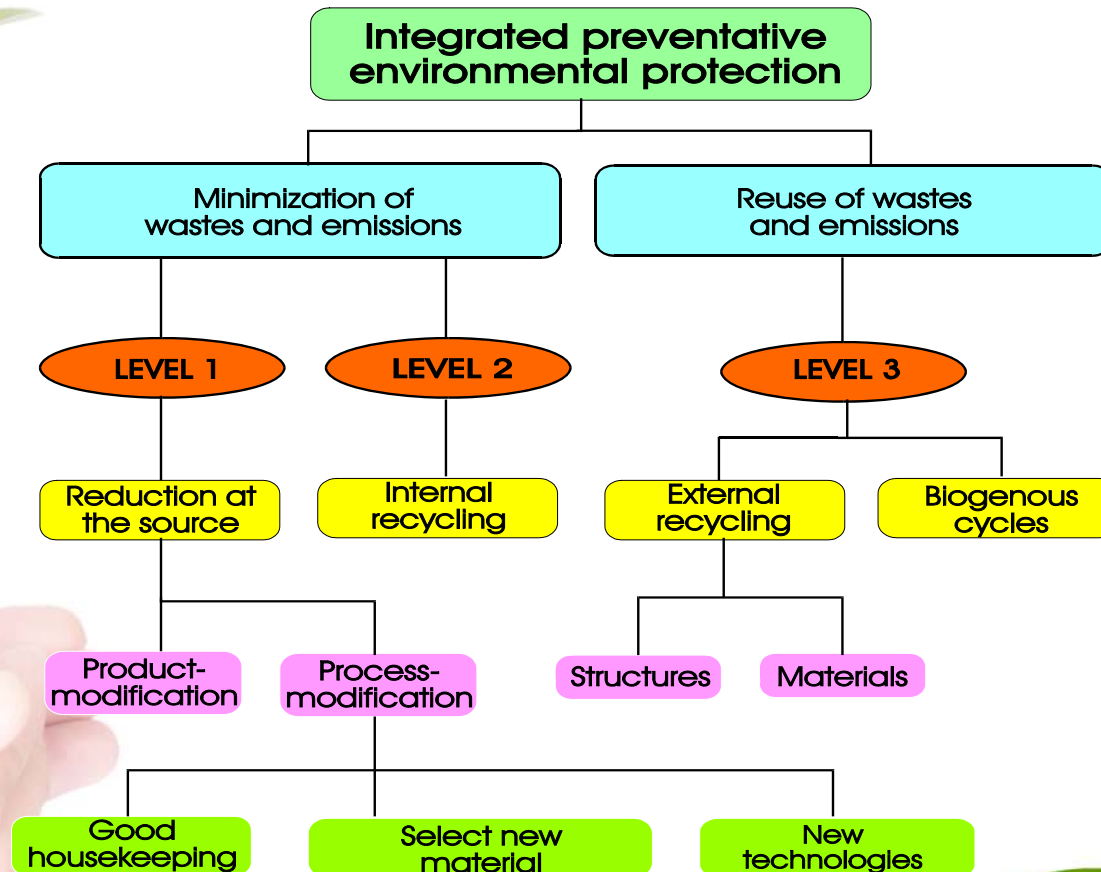 Integrated preventative
environmental protection
Minimization of
wastes and emissions
Reuse of wastes
and emissions
LEVEL 1
LEVEL 2
LEVEL 3
Reduction at
the source
Internal
recycling
External
recycling
Biogenous
cycles
Product-
modification
Process-
modification
Structures
Materials
Good
housekeeping
Select new
material
New
technologies